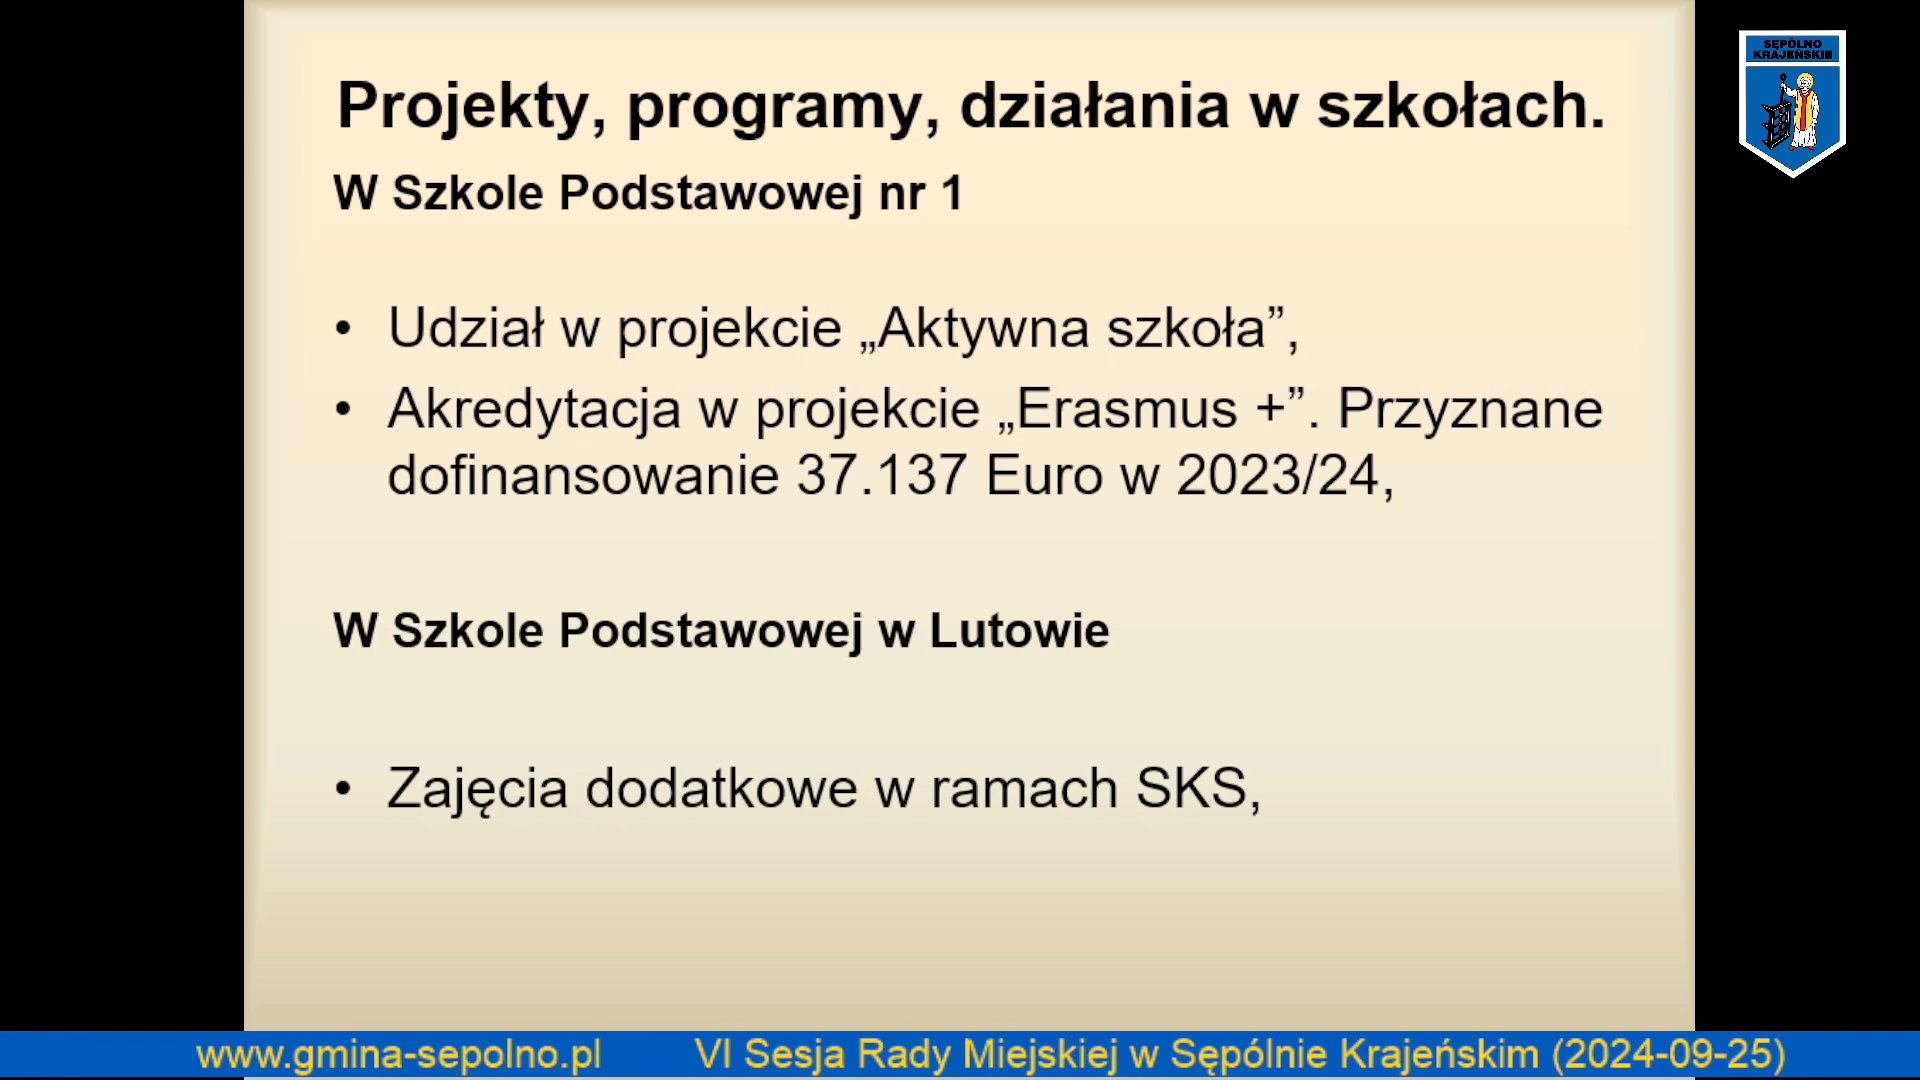 SĘPÓLNO
KRAJEŃSKIE
Projekty, programy, działania w szkołach.
W Szkole Podstawowej nr 1
• Udział w projekcie „Aktywna szkoła”,
• Akredytacja w projekcie „Erasmus +”. Przyznane
dofinansowanie 37.137 Euro w 2023/24,
W Szkole Podstawowej w Lutowie
• Zajęcia dodatkowe w ramach SKS,
www.gmina-sepolno.pl VI Sesja Rady Miejskiej w Sępólnie Krajeńskim (2024-09-25)